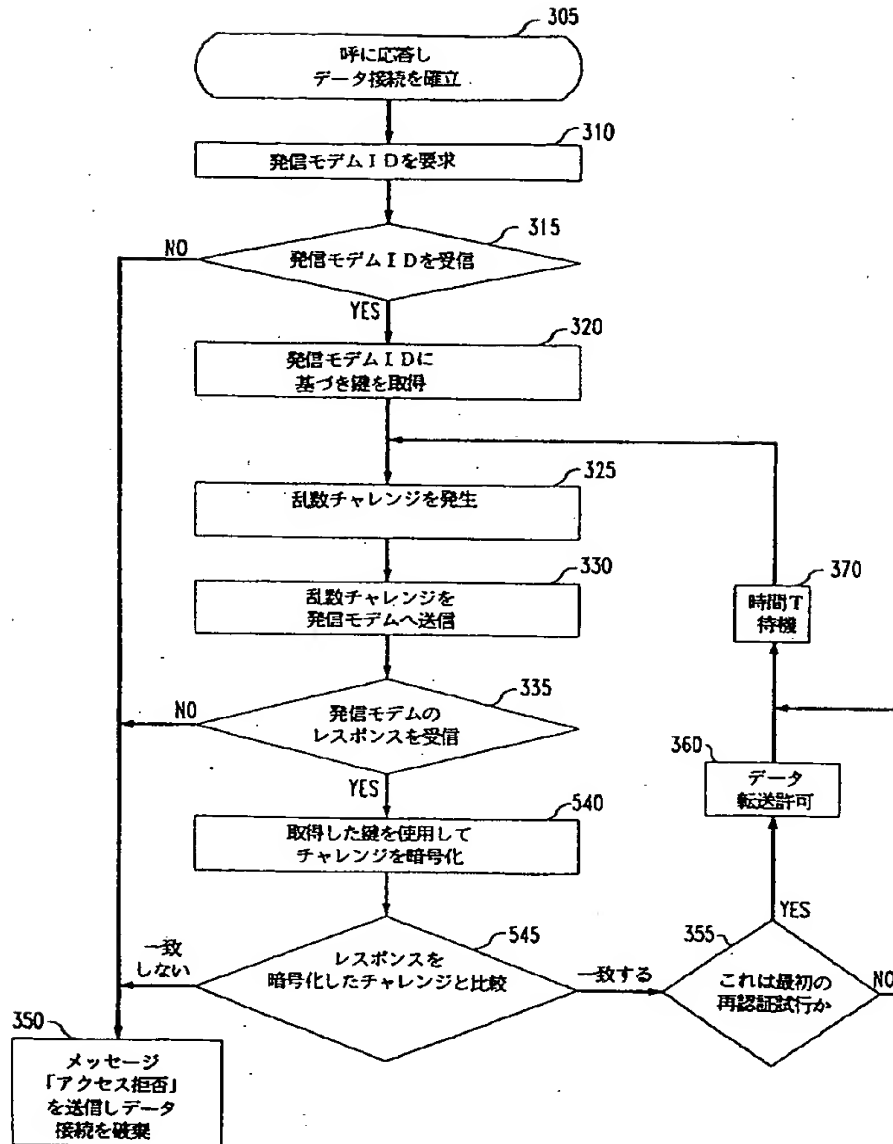 305
呼に応答し
データ接続を確立
310
発信モデムIDを要求
315
NO
発信モデムIDを受信
YES
320
発信モデムIDに
基づき鍵を取得
325
乱数チャレンジを発生
330
乱数チャレンジを
発信モデムへ送信
370
時間T
待機
335
NO
発信モデムの
レスポンスを受信
YES
360
データ
転送許可
540
取得した鍵を使用して
チャレンジを暗号化
YES
545
一致
しない
レスポンスを
暗号化したチャレンジと比較
一致する
355
これは最初の
再認証試行か
NO
350
メッセージ
「アクセス拒否」
を送信しデータ
接続を破棄